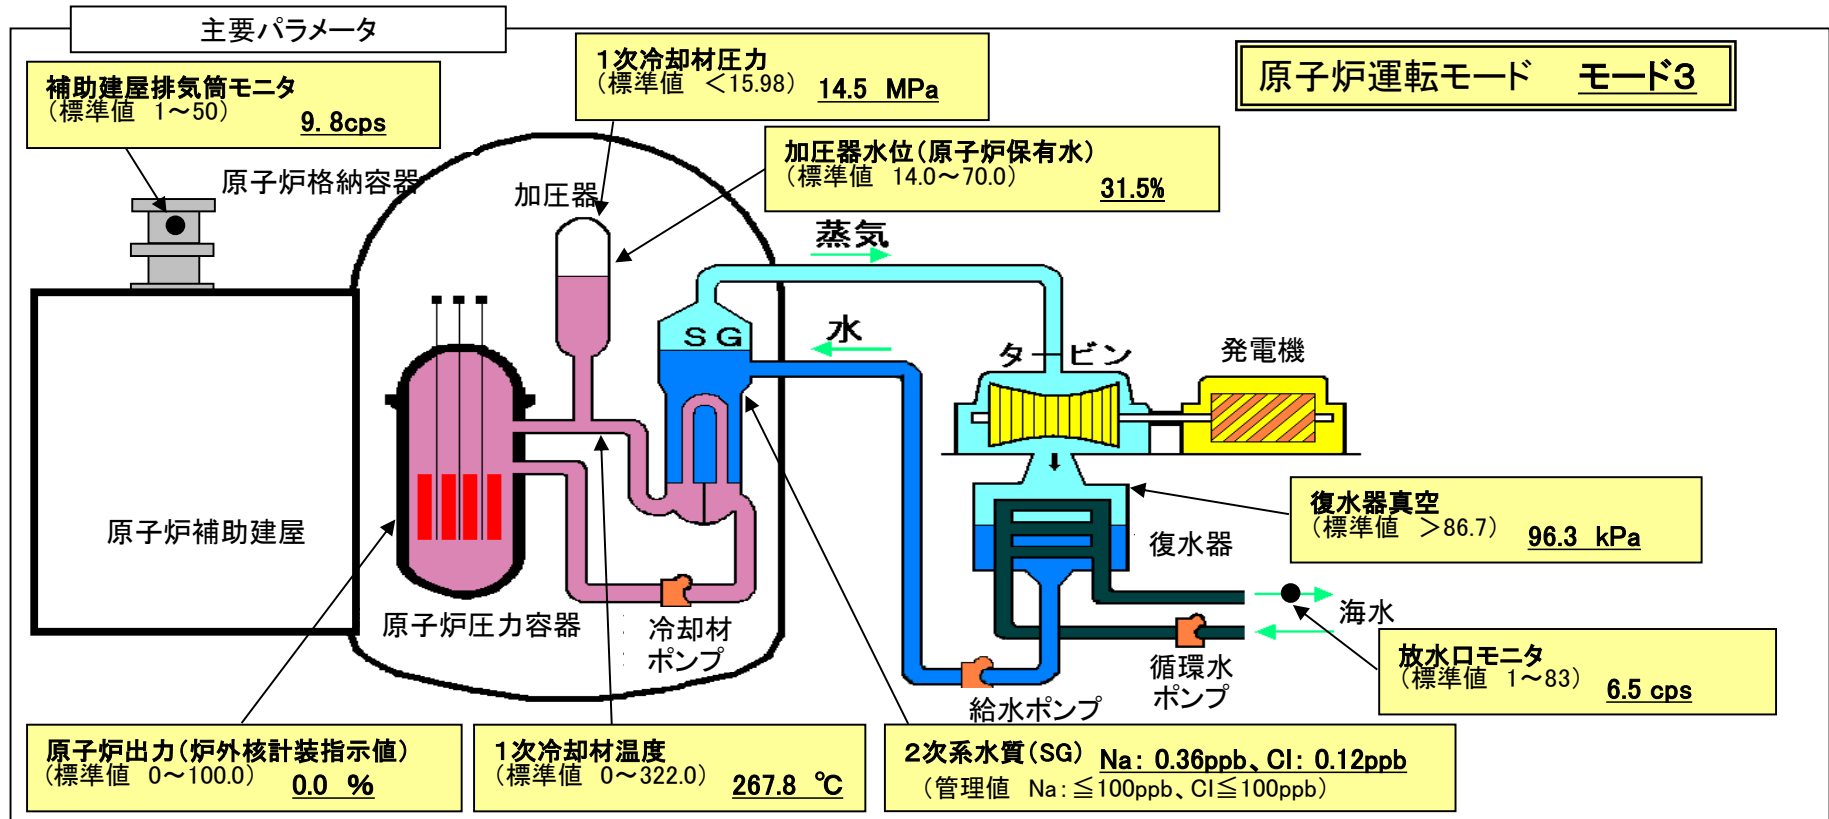 主要パラメータ
補助建屋排気筒モニタ
(標準値 1～50)
9.8cps
1次冷却材圧力
(標準値 ＜15.98)
14.5 MPa
原子炉運転モード モード3
加圧器水位(原子炉保有水)
(標準値 14.0～70.0)
31.5%
原子炉格納容器
加圧器
蒸気
SG
水
タービン
発電機
復水器真空
(標準値 ＞86.7)
96.3 kPa
原子炉補助建屋
復水器
海水
原子炉圧力容器
冷却材
ポンプ
循環水
ポンプ
給水ポンプ
放水口モニタ
(標準値 1～83)
6.5 cps
原子炉出力(炉外核計装指示値)
(標準値 0～100.0)
0.0 %
1次冷却材温度
(標準値 0～322.0)
267.8 ℃
2次系水質(SG) Na: 0.36ppb、Cl: 0.12ppb
(管理値 Na:≦100ppb、Cl≦100ppb)